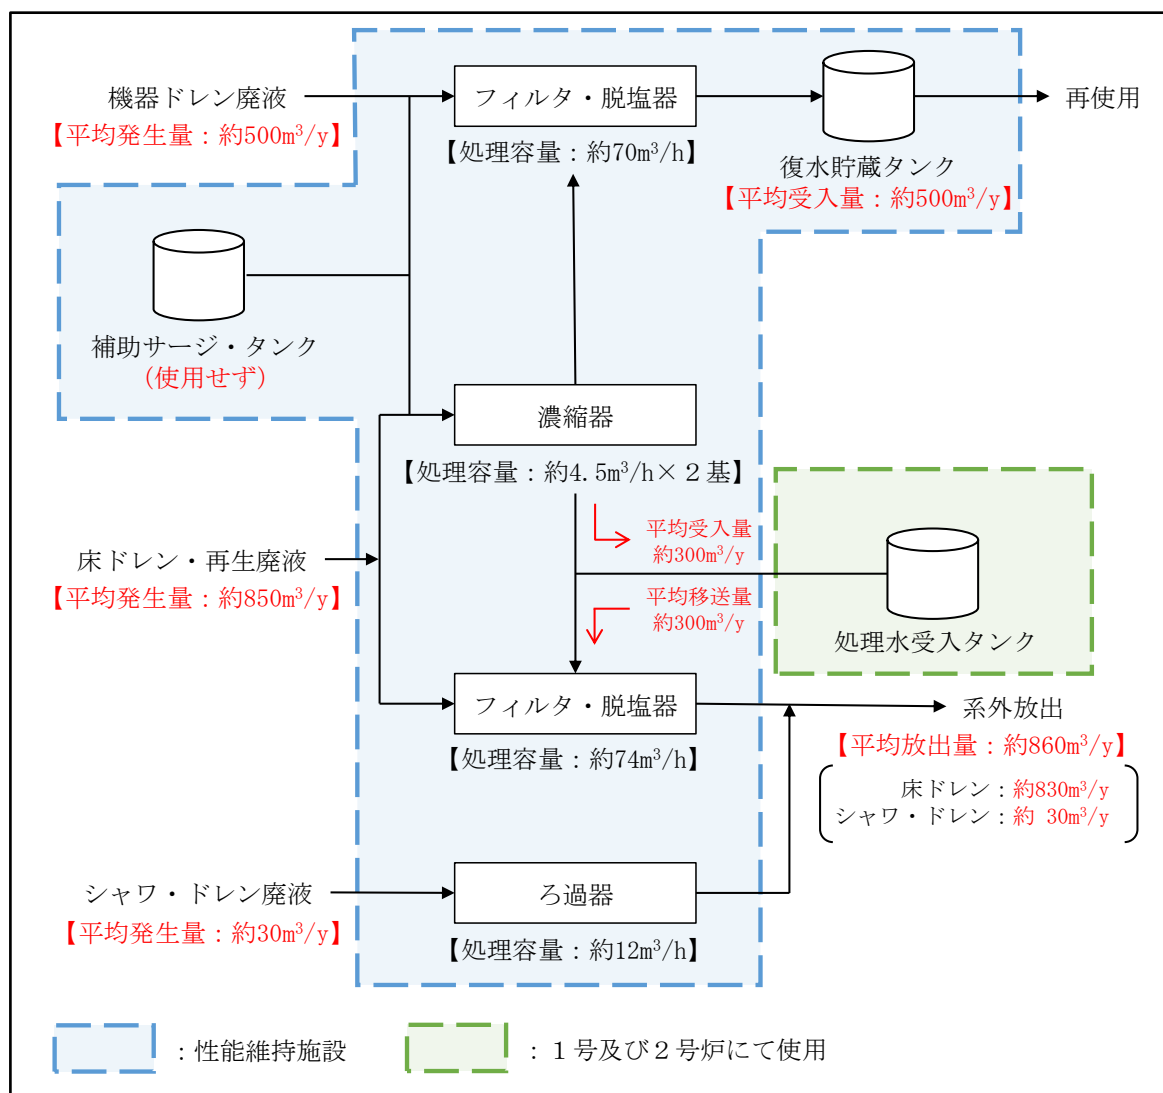 機器ドレン廃液
【平均発生量：約500m³/y】
フィルタ・脱塩器
【処理容量：約70m³/h】
復水貯蔵タンク
【平均受入量：約500m³/y】
再使用
補助サージ・タンク
(使用せず)
濃縮器
【処理容量：約4.5m³/h×２基】
平均受入量
約300m³/y
床ドレン・再生廃液
【平均発生量：約850m³/y】
平均移送量
約300m³/y
処理水受入タンク
フィルタ・脱塩器
【処理容量：約74m³/h】
系外放出
【平均放出量：約860m³/y】
床ドレン：約830m³/y
シャワ・ドレン：約 30m³/y
シャワ・ドレン廃液
【平均発生量：約30m³/y】
ろ過器
【処理容量：約12m³/h】
：性能維持施設
：１号及び２号炉にて使用